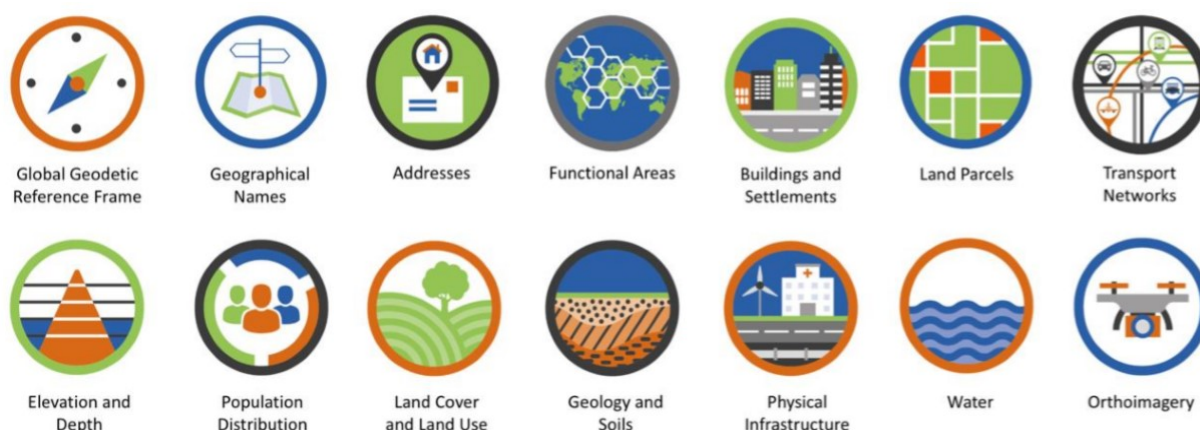 Global Geodetic
Reference Frame
Geographical
Names
Addresses
Functional Areas
Buildings and
Settlements
Land Parcels
Transport
Networks
Elevation and
Depth
Population
Distribution
Land Cover
and Land Use
Geology and
Soils
Physical
Infrastructure
Water
Orthoimagery